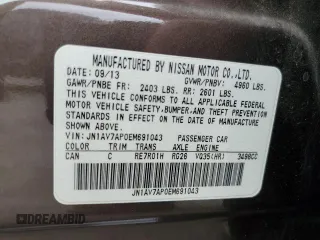 MANUFACTURED BY NISSAN MOTOR CO.,LTD.
DATE: 09/13 GVWR/PNBV: 4960 LBS.
GAWR/PNBE FR: 2403 LBS. RR: 2601 LBS.
THIS VEHICLE CONFORMS TO ALL APPLICABLE FEDERAL
MOTOR VEHICLE SAFETY, BUMPER, AND THEFT
PREVENTION STANDARDS IN EFFECT ON THE DATE OF
MANUFACTURE SHOWN ABOVE.
VIN: JN1AV7AP0EM691043 PASSENGER CAR
COLOR TRIM TRANS AXLE ENGINE
CAN C RE7R01H RG26 VQ35(HR) 3498CC
JN1AV7AP0EM691043
© DREAMBID